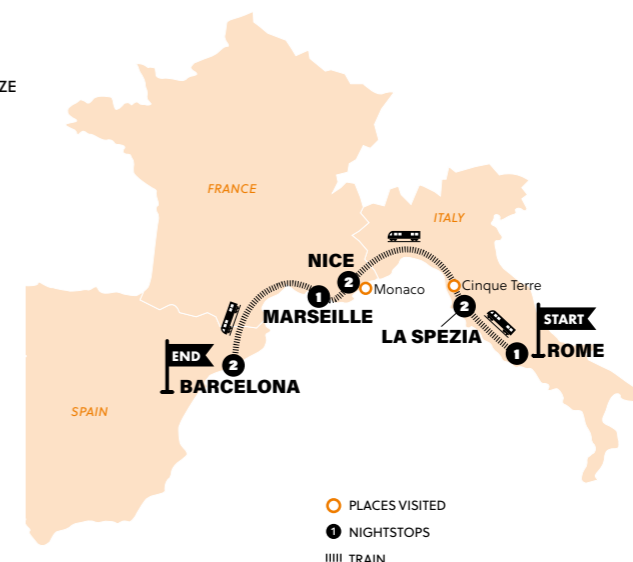 ZE
FRANCE
ITALY
NICE
2
Monaco
Cinque Terre
1
MARSEILLE
2
START
LA SPEZIA
1
ROME
END
2
BARCELONA
SPAIN
PLACES VISITED
1 NIGHTSTOPS
TRAIN